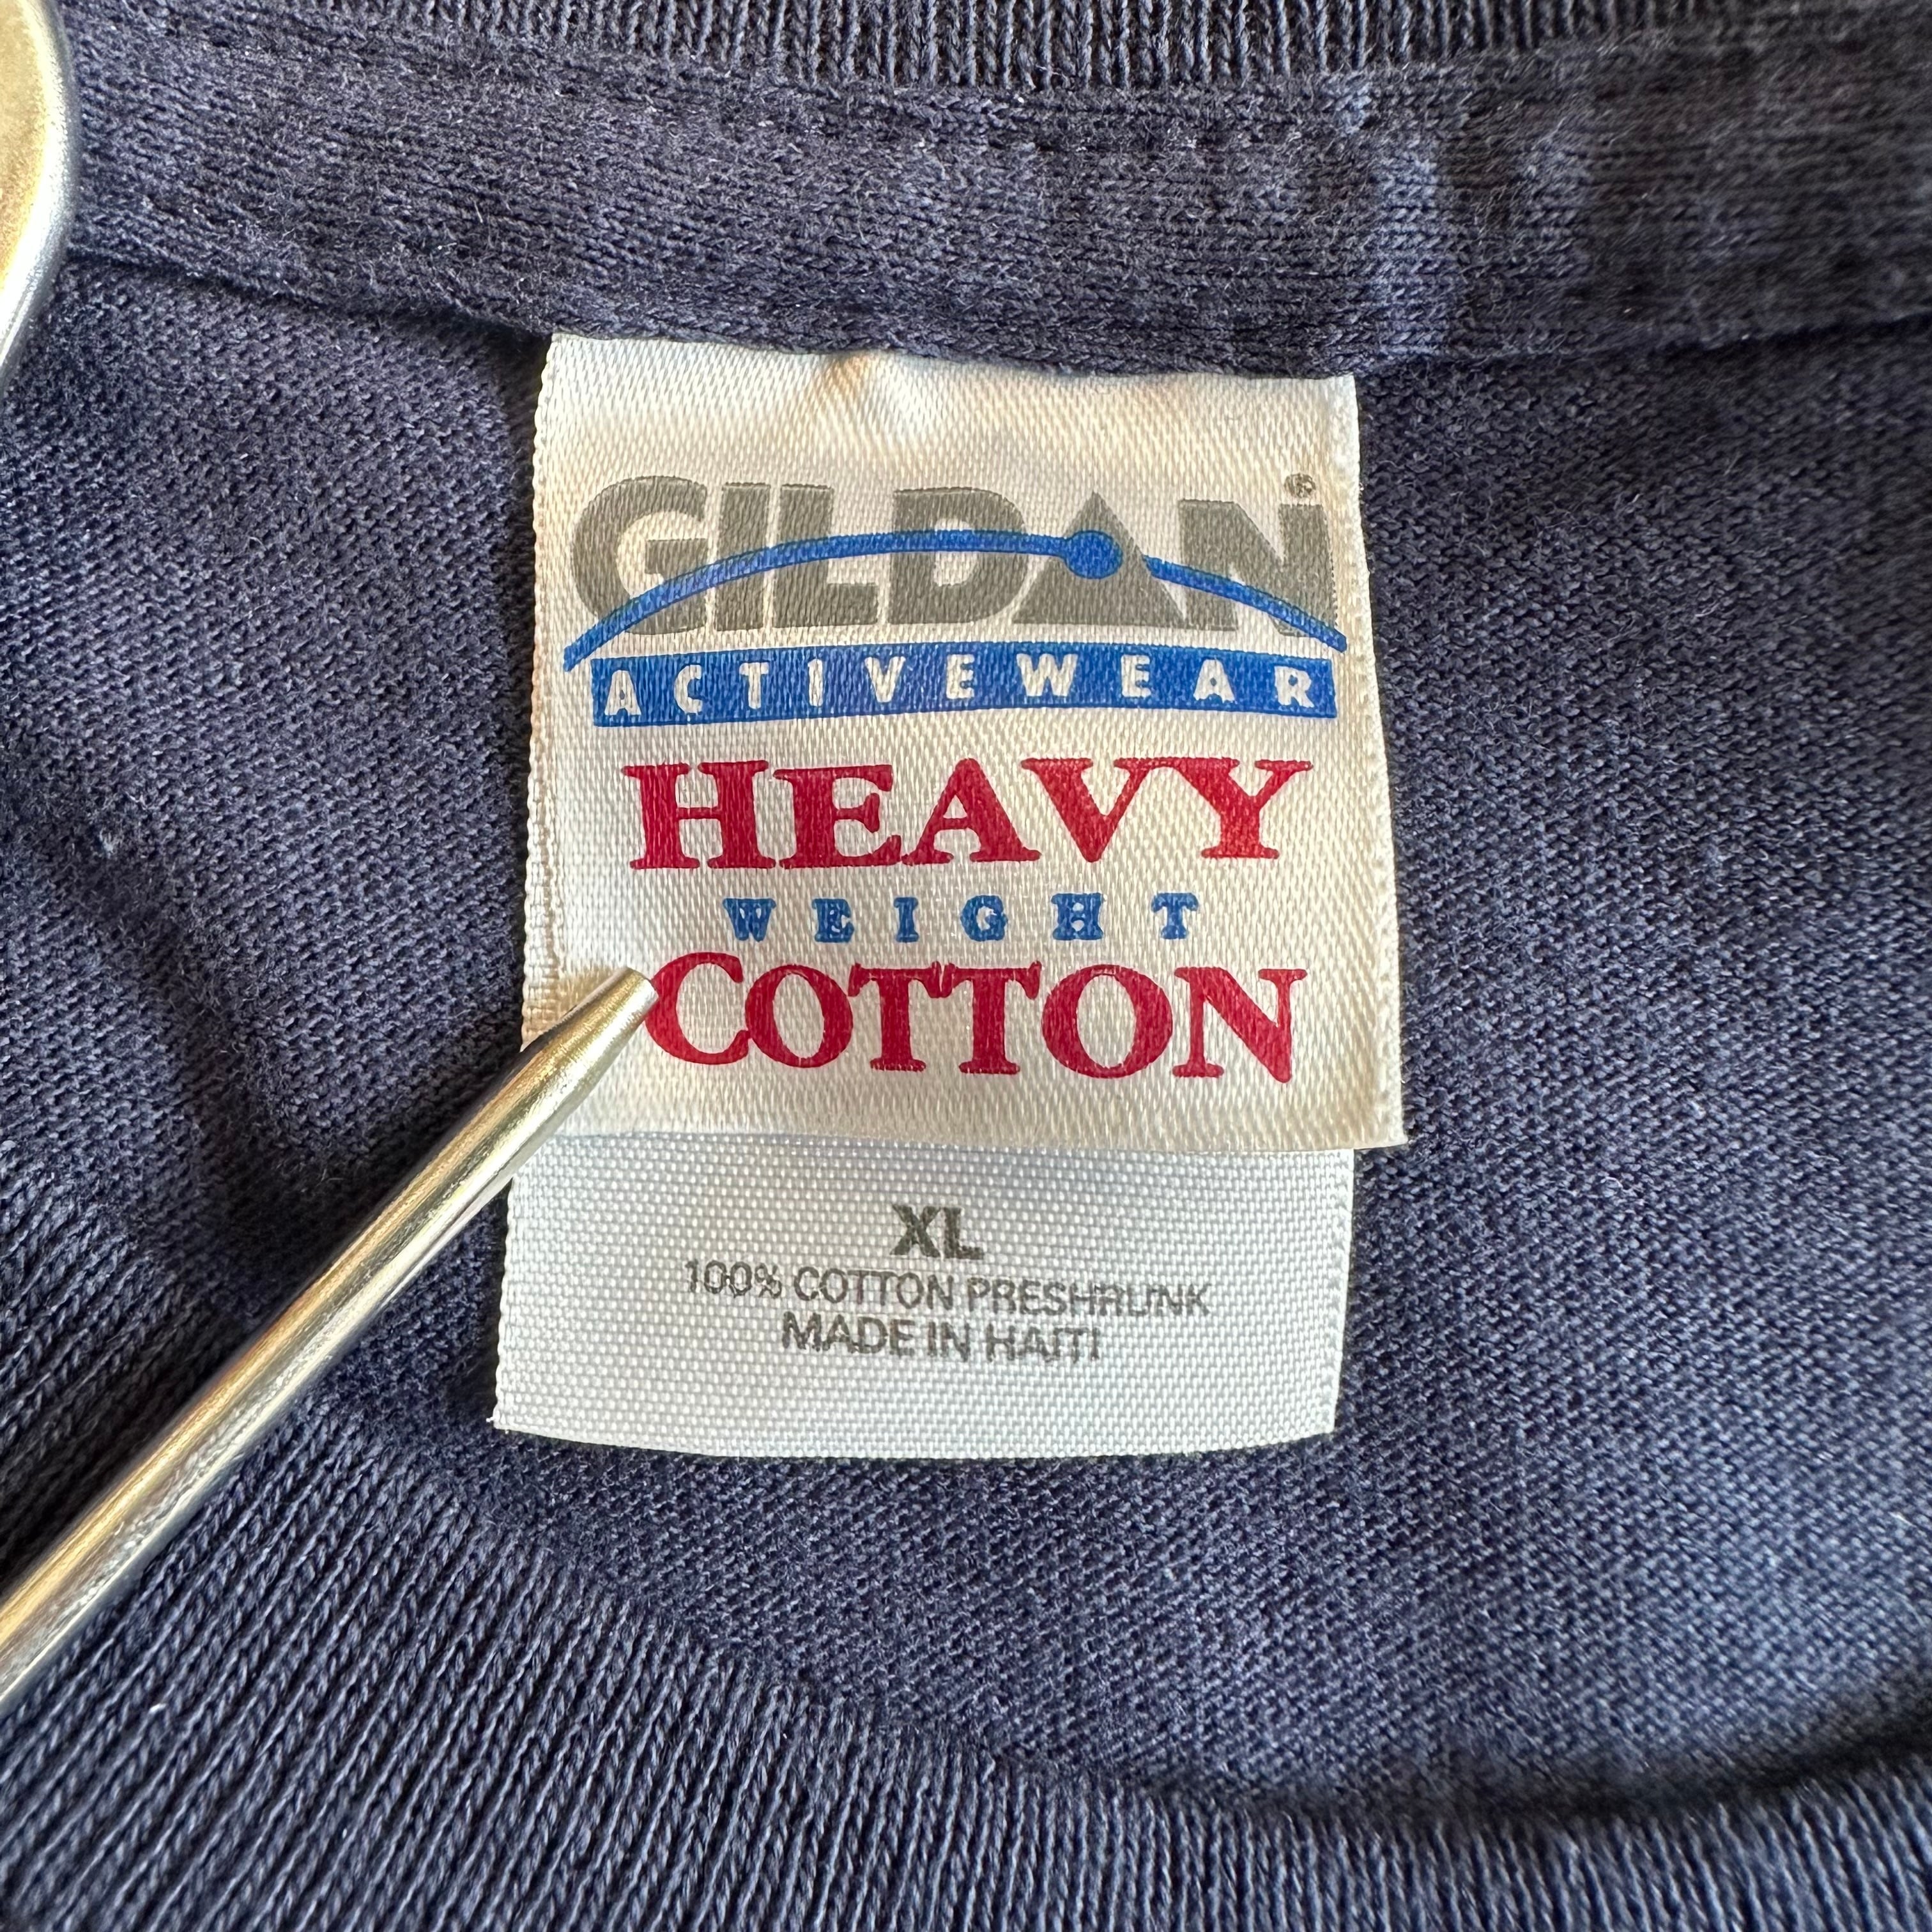 GILDAN®
ACTIVEWEAR
HEAVY
WEIGHT
COTTON
XL
100% COTTON PRESHRUNK
MADE IN HAITI